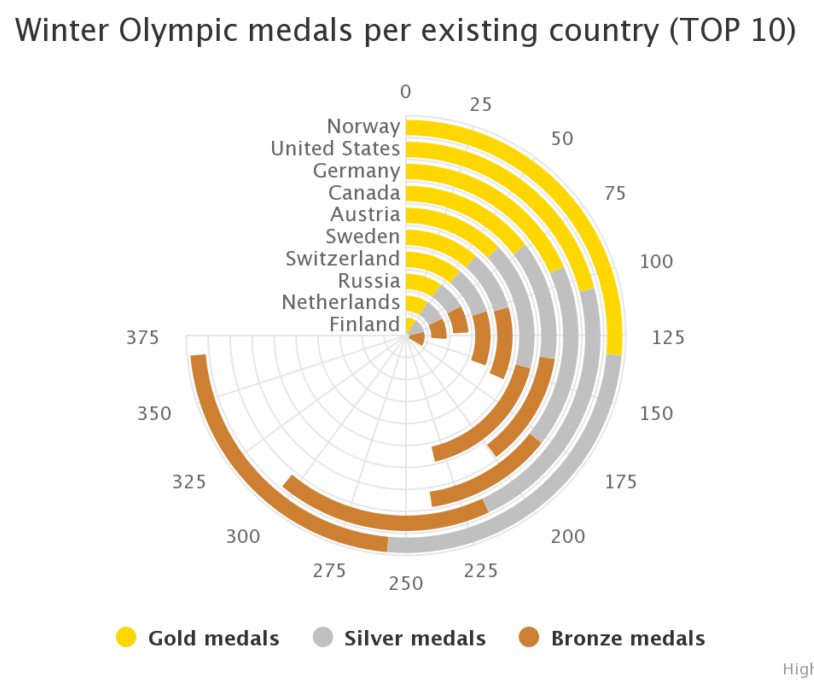 Winter Olympic medals per existing country (TOP 10)
0
25
50
75
100
125
150
175
200
225
250
275
300
325
350
375
Norway
United States
Germany
Canada
Austria
Sweden
Switzerland
Russia
Netherlands
Finland
Gold medals Silver medals Bronze medals
High